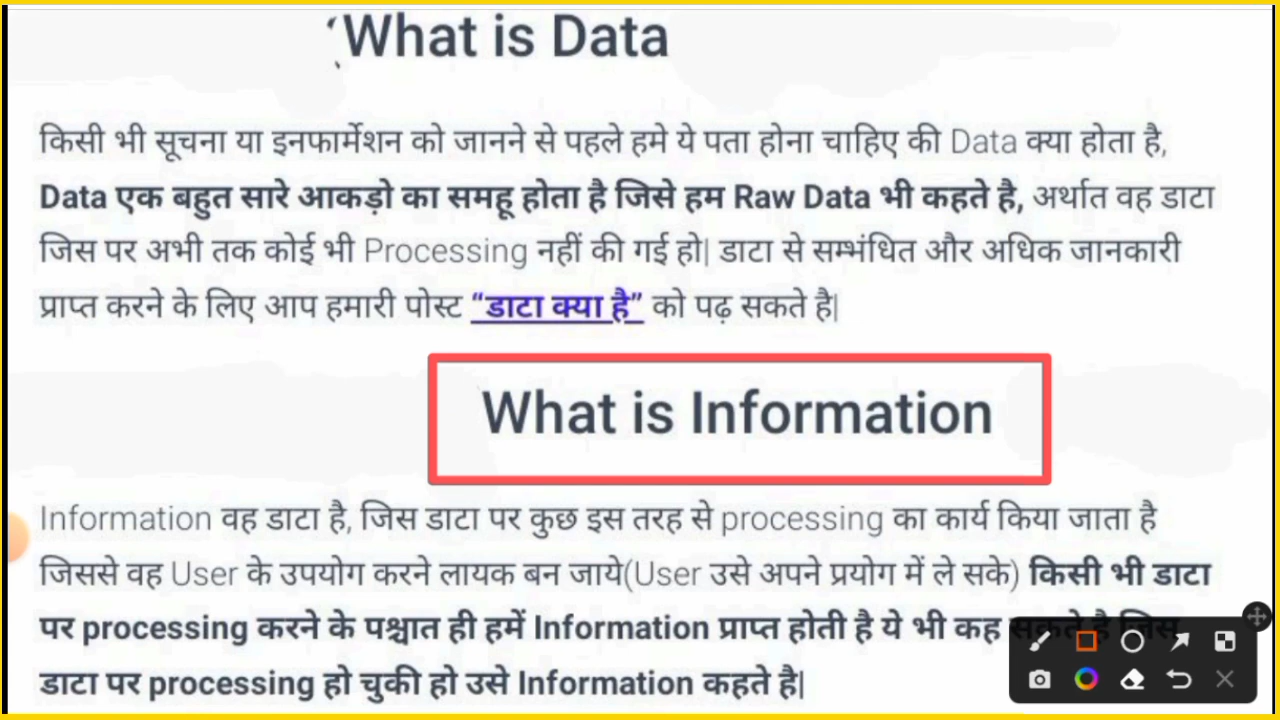 What is Data
किसी भी सूचना या इनफार्मेशन को जानने से पहले हमे ये पता होना चाहिए की Data क्या होता है,
Data एक बहुत सारे आकड़ो का समहू होता है जिसे हम Raw Data भी कहते है, अर्थात वह डाटा
जिस पर अभी तक कोई भी Processing नहीं की गई हो| डाटा से सम्भंधित और अधिक जानकारी
प्राप्त करने के लिए आप हमारी पोस्ट “डाटा क्या है” को पढ़ सकते है|
What is Information
Information वह डाटा है, जिस डाटा पर कुछ इस तरह से processing का कार्य किया जाता है
जिससे वह User के उपयोग करने लायक बन जाये(User उसे अपने प्रयोग में ले सके) किसी भी डाटा
पर processing करने के पश्चात ही हमें Information प्राप्त होती है ये भी कह सकते है जिस
डाटा पर processing हो चुकी हो उसे Information कहते है|